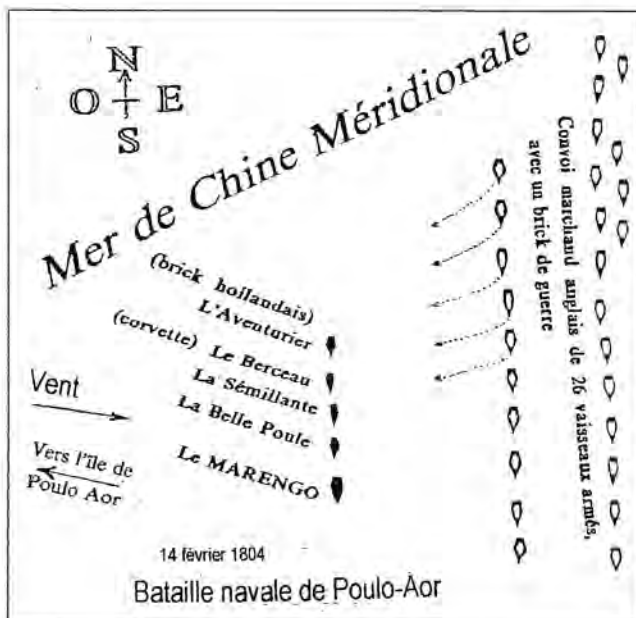 N
O E
S
Mer de Chine Méridionale
Convoi marchand anglais de 26 vaisseaux armés,
avec un brick de guerre
(brick hollandais)
L'Aventurier
(corvette) Le Berceau
La Sémillante
La Belle Poule
Le MARENGO
Vent
Vers l'île de
Poulo Aor
14 février 1804
Bataille navale de Poulo-Aor